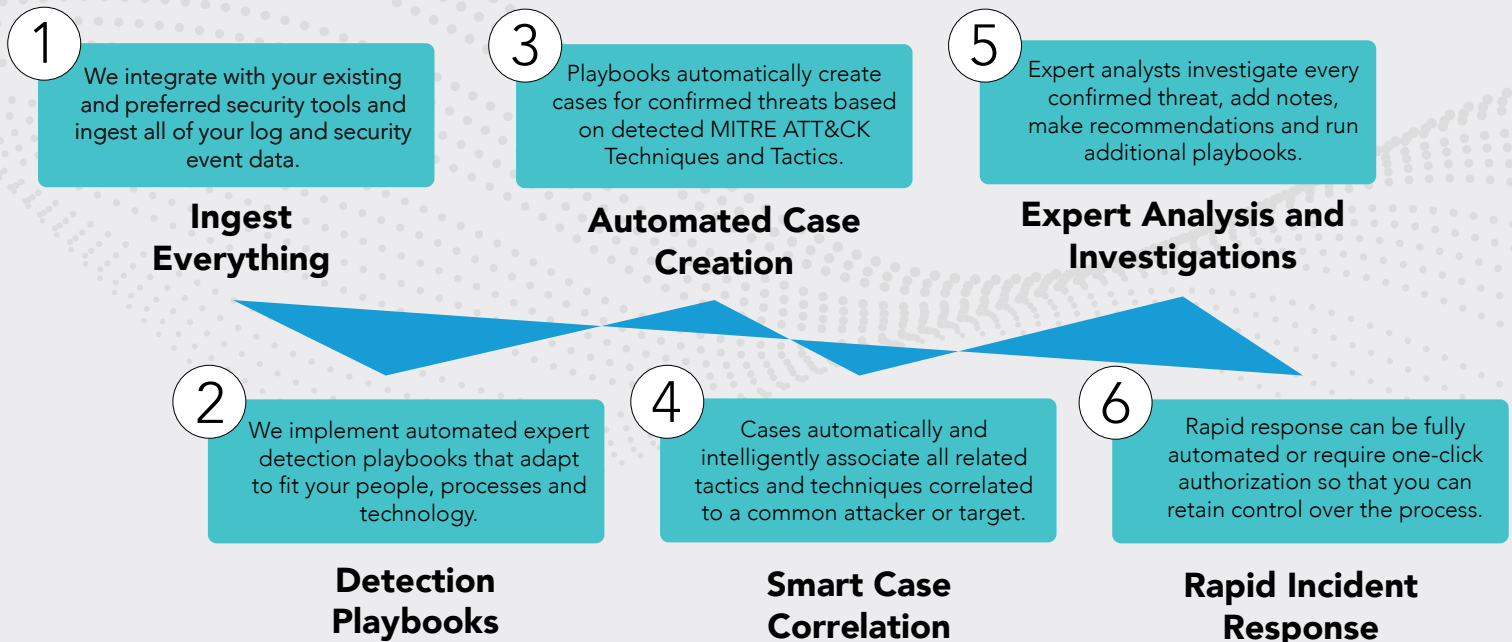 1
We integrate with your existing
and preferred security tools and
ingest all of your log and security
event data.
Ingest
Everything
2
We implement automated expert
detection playbooks that adapt
to fit your people, processes and
technology.
Detection
Playbooks
3
Playbooks automatically create
cases for confirmed threats based
on detected MITRE ATT&CK
Techniques and Tactics.
Automated Case
Creation
4
Cases automatically and
intelligently associate all related
tactics and techniques correlated
to a common attacker or target.
Smart Case
Correlation
5
Expert analysts investigate every
confirmed threat, add notes,
make recommendations and run
additional playbooks.
Expert Analysis and
Investigations
6
Rapid response can be fully
automated or require one-click
authorization so that you can
retain control over the process.
Rapid Incident
Response